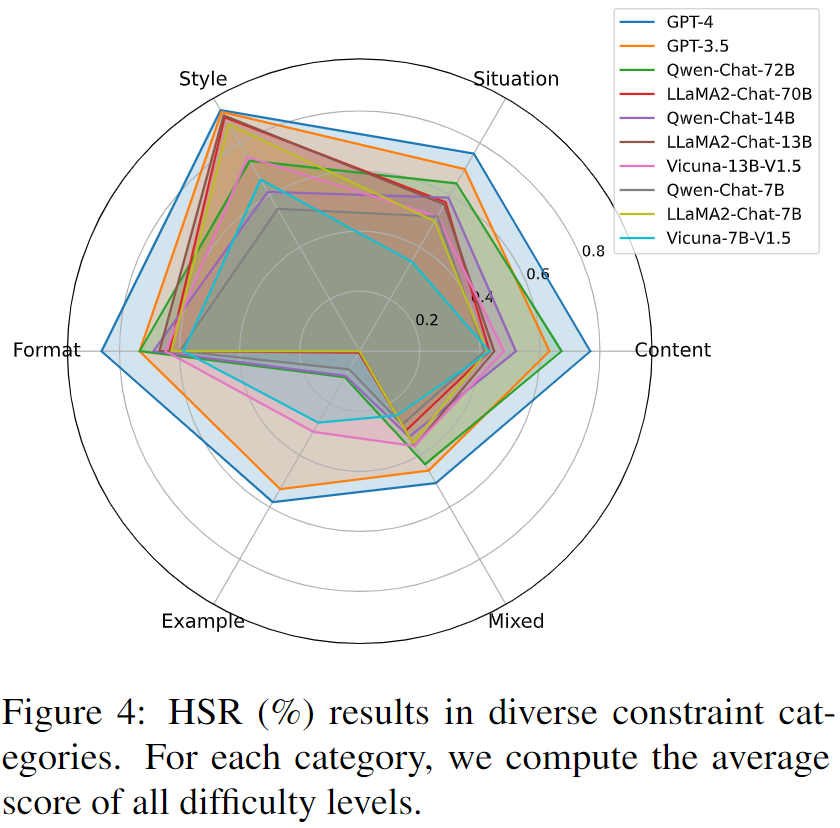 GPT-4
GPT-3.5
Qwen-Chat-72B
LLaMA2-Chat-70B
Qwen-Chat-14B
LLaMA2-Chat-13B
Vicuna-13B-V1.5
Qwen-Chat-7B
LLaMA2-Chat-7B
Vicuna-7B-V1.5
Style
Situation
0.8
0.6
0.4
0.2
Format
Content
Example
Mixed
Figure 4: HSR (%) results in diverse constraint cat-
egories. For each category, we compute the average
score of all difficulty levels.